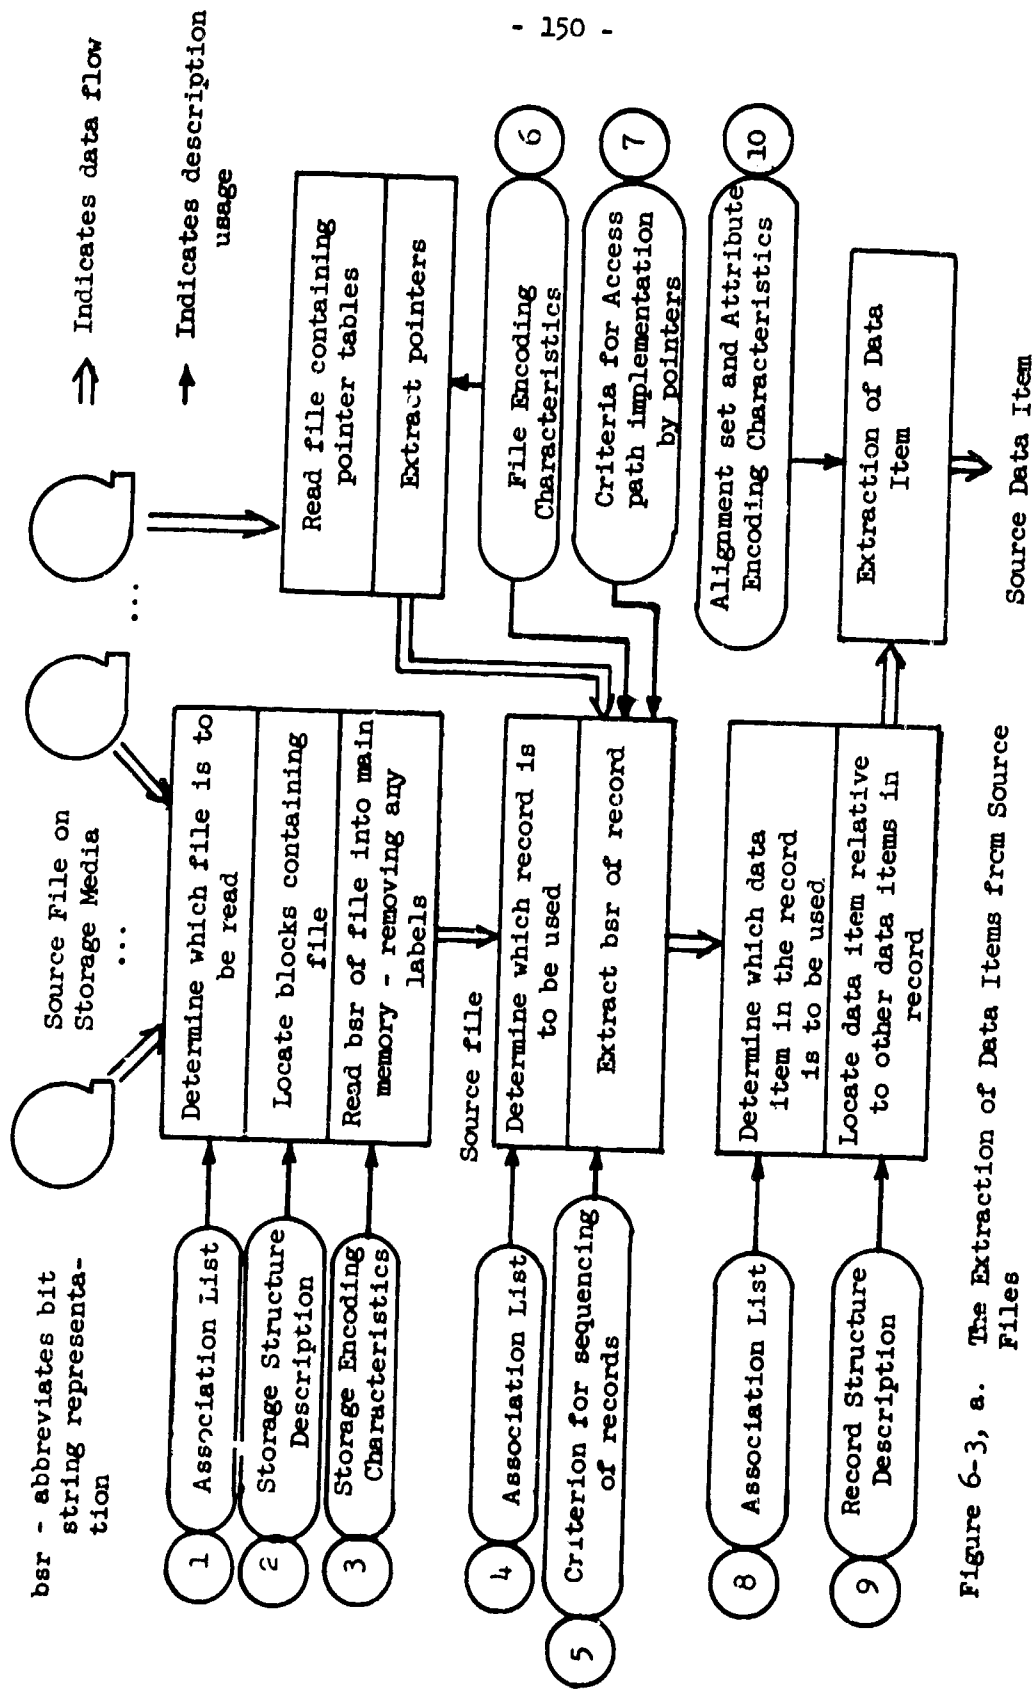 - 150 -
bsr - abbreviates bit
string representa-
tion
Source File on
Storage Media
...
...
Indicates data flow
Indicates description
usage
1
Association List
2
Storage Structure
Description
3
Storage Encoding
Characteristics
Determine which file is to
be read
Locate blocks containing
file
Read bsr of file into main
memory - removing any
labels
Read file containing
pointer tables
Extract pointers
Source file
4
Association List
5
Criterion for sequencing
of records
Determine which record is
to be used
Extract bsr of record
File Encoding
Characteristics
6
Criteria for Access
path implementation
by pointers
7
8
Association List
9
Record Structure
Description
Determine which data
item in the record
is to be used
Locate data item relative
to other data items in
record
Alignment set and Attribute
Encoding Characteristics
10
Extraction of Data
Item
Source Data Item
Figure 6-3, a. The Extraction of Data Items from Source
Files